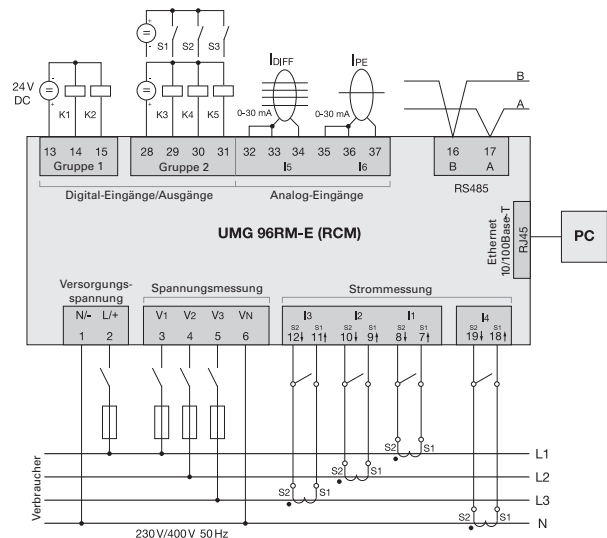 S1 S2 S3
24 V
DC
K1 K2
K3 K4 K5
IDIFF
IPE
0-30 mA
0-30 mA
B
A
13 14 15
Gruppe 1
28 29 30 31
Gruppe 2
32 33 34 35 36 37
I5 I6
16 17
B A
RS485
Digital-Eingänge/Ausgänge
Analog-Eingänge
UMG 96RM-E (RCM)
Ethernet
10/100Base-T
RJ45
PC
Versorgungs-
spannung
Spannungsmessung
Strommessung
N/- L/+
1 2
V1 V2 V3 VN
3 4 5 6
I3 I2 I1
S2 S1 S2 S1 S2 S1
12 11 10 9 8 7
I4
S2 S1
19 18
Verbraucher
S2 S1
L1
S2 S1
L2
S2 S1
L3
S2 S1
N
230 V/400 V 50 Hz